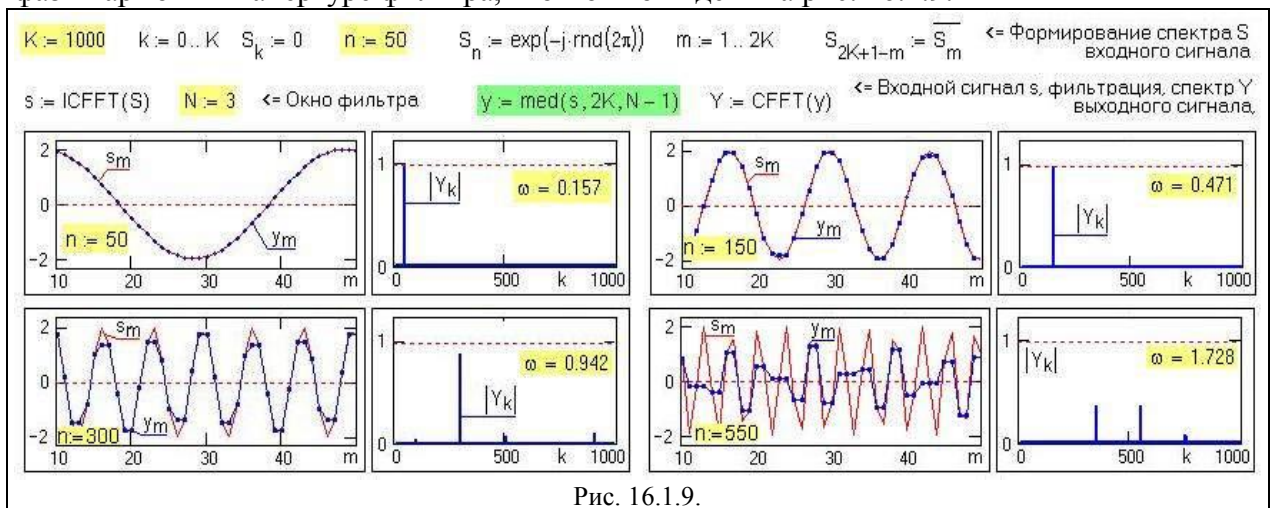 K := 1000 k := 0.. K S_k := 0 n := 50 S_n := exp(−j·rnd(2π)) m := 1.. 2K S_{2K+1−m} := \overline{S_m} <= Формирование спектра S
входного сигнала
s := ICFFT(S) N := 3 <= Окно фильтра y := med(s, 2K, N − 1) Y := CFFT(y) <= Входной сигнал s, фильтрация, спектр Y
выходного сигнала,
2 0 −2 s_m y_m n := 50 10 20 30 40 m
1 0 |Y_k| ω = 0.157 0 500 k 1000
2 0 −2 s_m y_m n := 150 10 20 30 40 m
1 0 |Y_k| ω = 0.471 0 500 k 1000
2 0 −2 s_m y_m n:=300 10 20 30 40 m
1 0 |Y_k| ω = 0.942 0 500 k 1000
2 0 −2 s_m y_m n:=550 10 20 30 40 m
1 0 |Y_k| ω = 1.728 0 500 k 1000
Рис. 16.1.9.